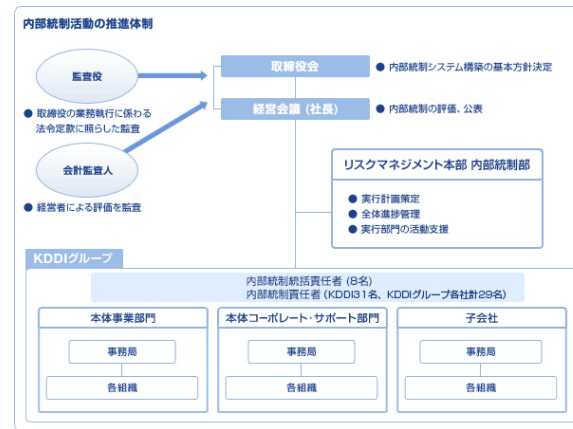 内部統制活動の推進体制
監査役
取締役会
● 内部統制システム構築の基本方針決定
● 取締役の業務執行に係わる
法令定款に照らした監査
経営会議 (社長)
● 内部統制の評価、公表
会計監査人
● 経営者による評価を監査
リスクマネジメント本部 内部統制部
● 実行計画策定
● 全体進捗管理
● 実行部門の活動支援
KDDIグループ
内部統制統括責任者 (8名)
内部統制責任者 (KDDI31名、KDDIグループ各社計29名)
本体事業部門
事務局
各組織
本体コーポレート・サポート部門
事務局
各組織
子会社
事務局
各組織